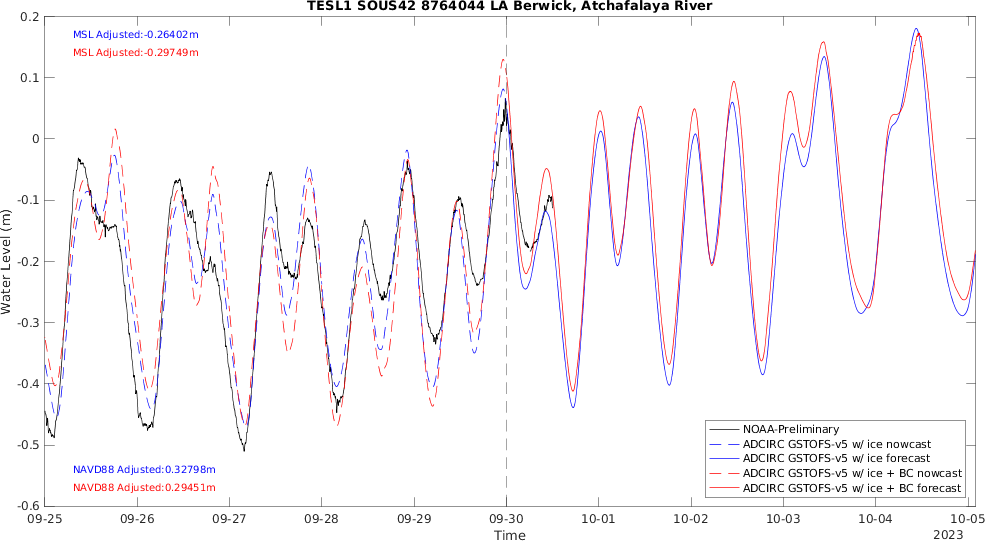 TESL1 SOUS42 8764044 LA Berwick, Atchafalaya River
MSL Adjusted:-0.26402m
MSL Adjusted:-0.29749m
0.2
0.1
0
-0.1
-0.2
-0.3
-0.4
-0.5
-0.6
Water Level (m)
NAVD88 Adjusted:0.32798m
NAVD88 Adjusted:0.29451m
NOAA-Preliminary
ADCIRC GSTOFS-v5 w/ ice nowcast
ADCIRC GSTOFS-v5 w/ ice forecast
ADCIRC GSTOFS-v5 w/ ice + BC nowcast
ADCIRC GSTOFS-v5 w/ ice + BC forecast
09-25 09-26 09-27 09-28 09-29 09-30 10-01 10-02 10-03 10-04 10-05
Time
2023